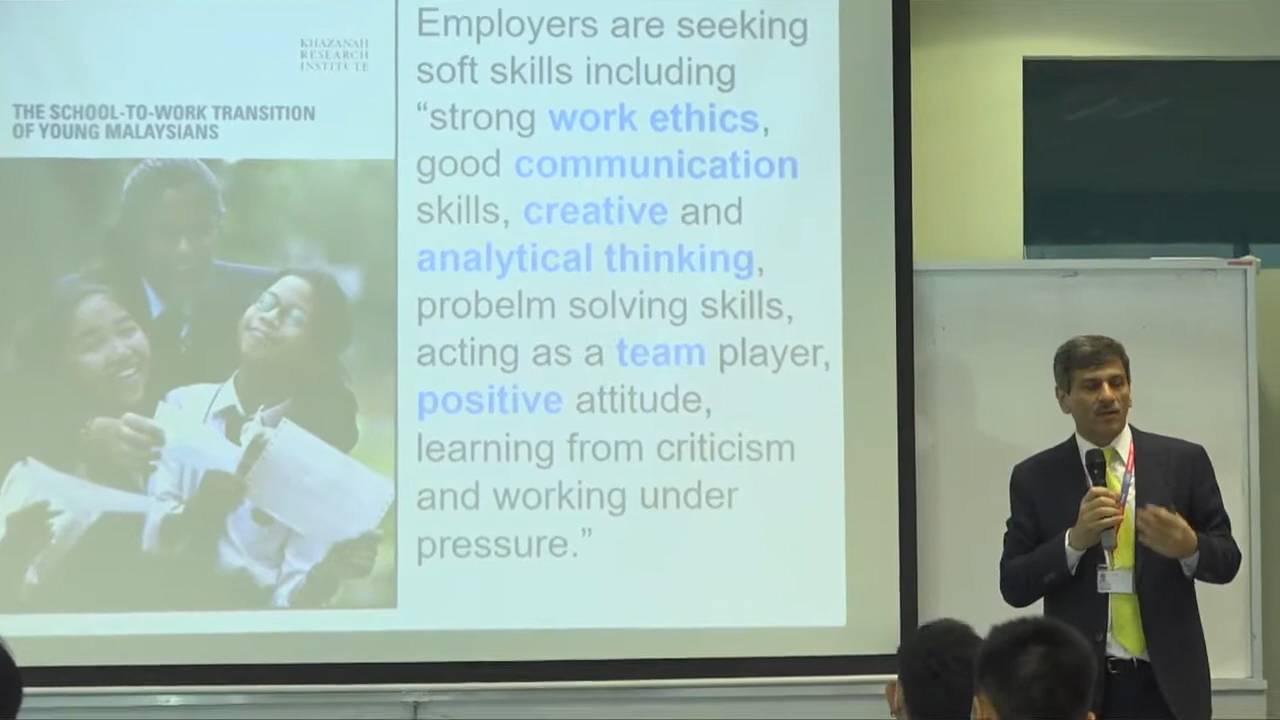 KHAZANAH
RESEARCH
INSTITUTE
THE SCHOOL-TO-WORK TRANSITION
OF YOUNG MALAYSIANS
Employers are seeking
soft skills including
“strong work ethics,
good communication
skills, creative and
analytical thinking,
probelm solving skills,
acting as a team player,
positive attitude,
learning from criticism
and working under
pressure.”